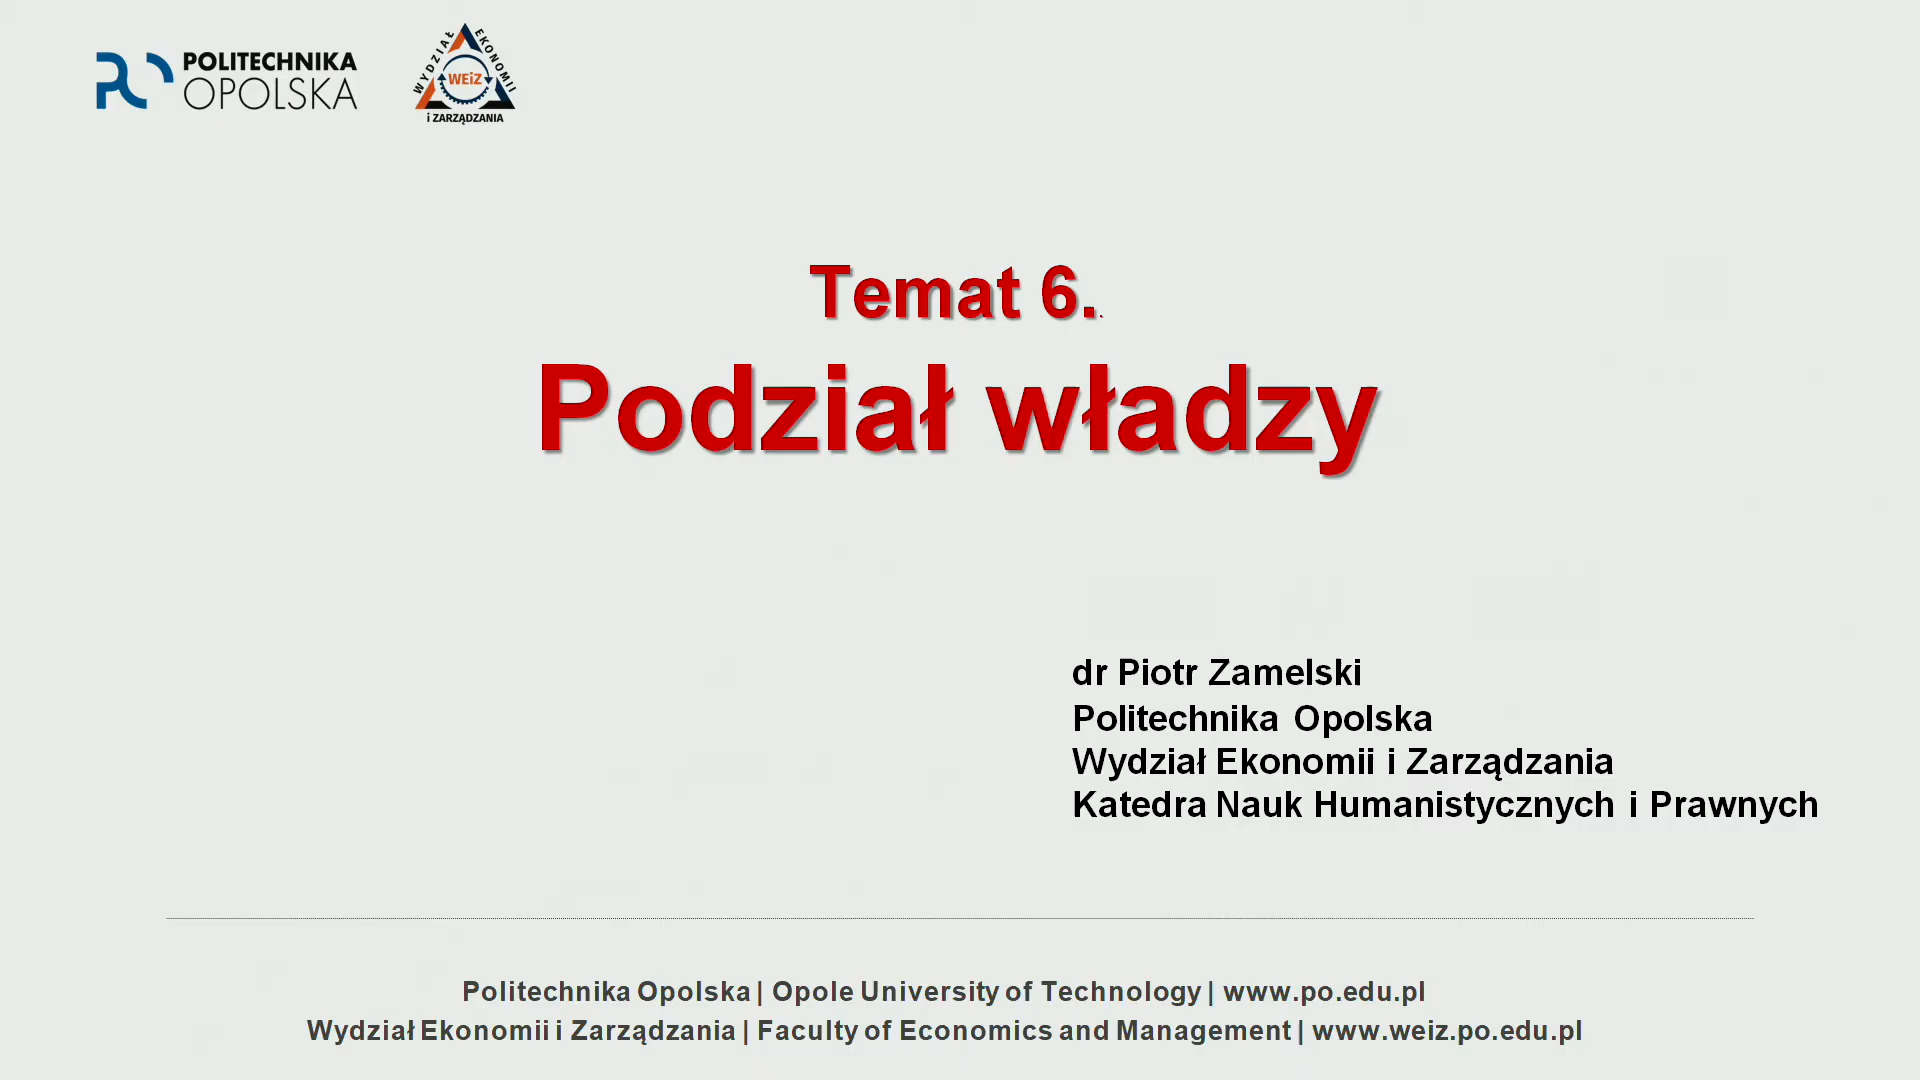 POLITECHNIKA
OPOLSKA
WYDZIAŁ EKONOMII
WEiZ
i ZARZĄDZANIA
Temat 6..
Podział władzy
dr Piotr Zamelski
Politechnika Opolska
Wydział Ekonomii i Zarządzania
Katedra Nauk Humanistycznych i Prawnych
Politechnika Opolska | Opole University of Technology | www.po.edu.pl
Wydział Ekonomii i Zarządzania | Faculty of Economics and Management | www.weiz.po.edu.pl